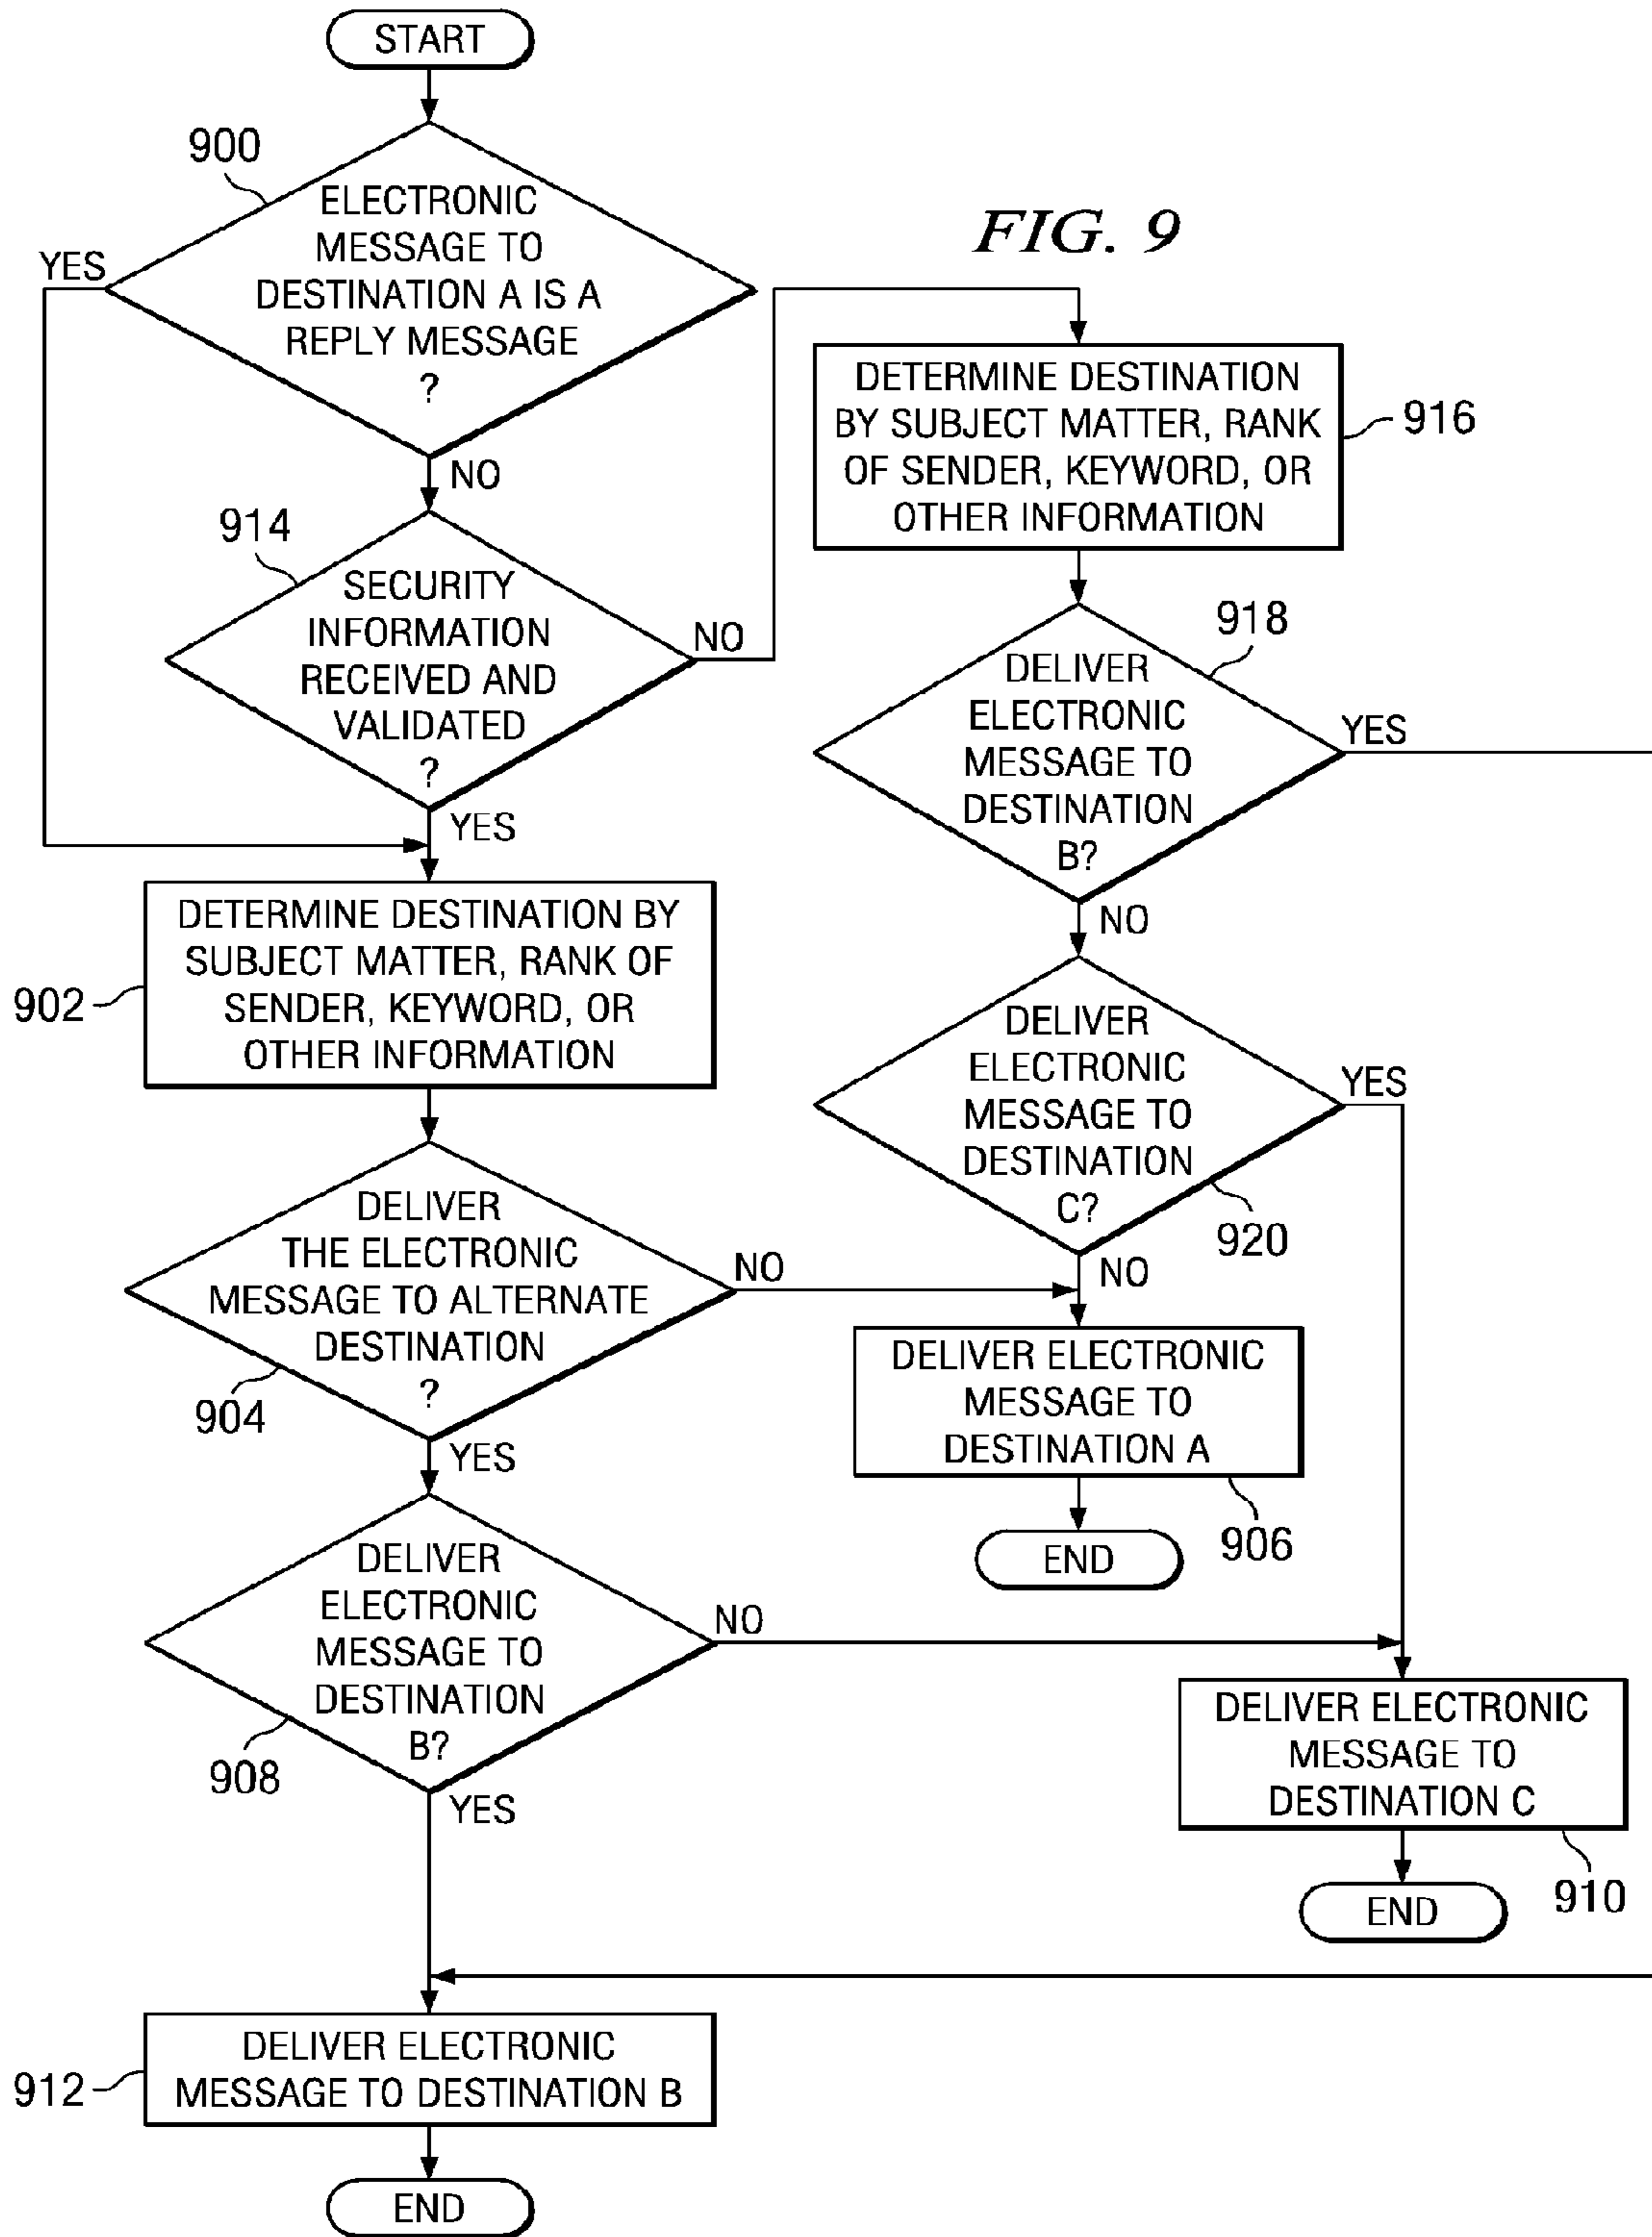 START
900
ELECTRONIC
MESSAGE TO
DESTINATION A IS A
REPLY MESSAGE
?
YES
NO
FIG. 9
914
SECURITY
INFORMATION
RECEIVED AND
VALIDATED
?
NO
YES
DETERMINE DESTINATION
BY SUBJECT MATTER, RANK
OF SENDER, KEYWORD, OR
OTHER INFORMATION
916
918
DELIVER
ELECTRONIC
MESSAGE TO
DESTINATION
B?
YES
NO
902
DETERMINE DESTINATION BY
SUBJECT MATTER, RANK OF
SENDER, KEYWORD, OR
OTHER INFORMATION
DELIVER
ELECTRONIC
MESSAGE TO
DESTINATION
C?
YES
920
NO
DELIVER
THE ELECTRONIC
MESSAGE TO ALTERNATE
DESTINATION
?
NO
904
YES
DELIVER ELECTRONIC
MESSAGE TO
DESTINATION A
906
END
DELIVER
ELECTRONIC
MESSAGE TO
DESTINATION
B?
NO
908
YES
DELIVER ELECTRONIC
MESSAGE TO
DESTINATION C
910
END
912
DELIVER ELECTRONIC
MESSAGE TO DESTINATION B
END